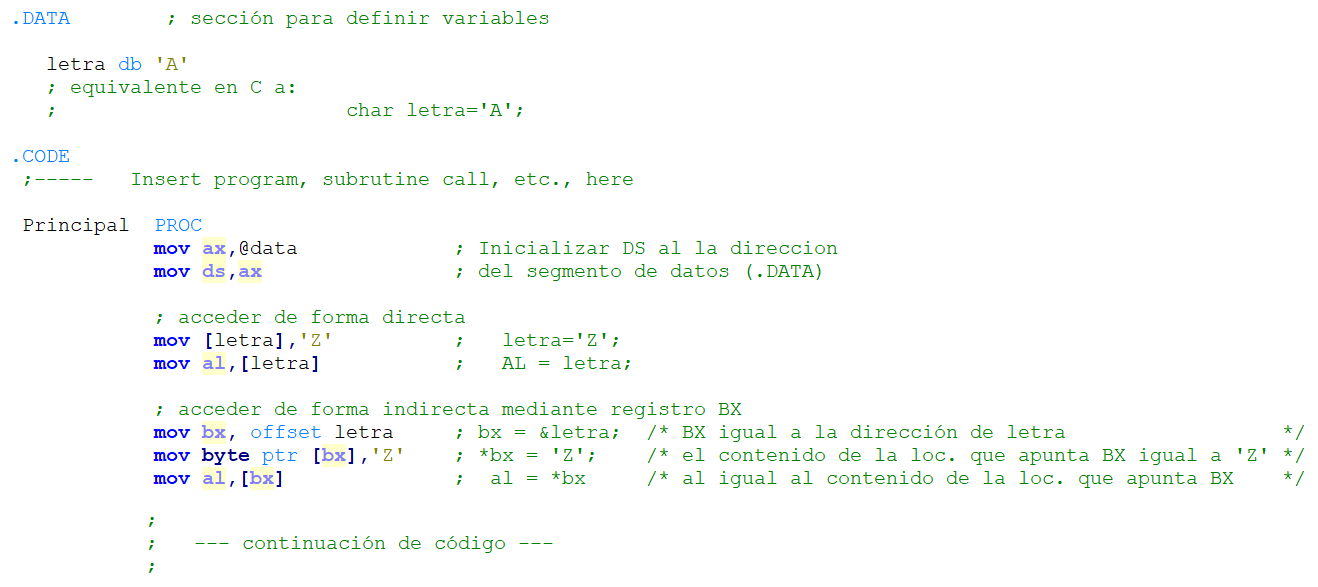 .DATA        ; sección para definir variables
letra db 'A'
; equivalente en C a:
;                        char letra='A';
.CODE
;-----   Insert program, subrutine call, etc., here
Principal  PROC
mov ax,@data             ; Inicializar DS al la direccion
mov ds,ax                ; del segmento de datos (.DATA)
; acceder de forma directa
mov [letra],'Z'          ;   letra='Z';
mov al,[letra]           ;   AL = letra;
; acceder de forma indirecta mediante registro BX
mov bx, offset letra     ; bx = &letra;  /* BX igual a la dirección de letra                  */
mov byte ptr [bx],'Z'    ; *bx = 'Z';    /* el contenido de la loc. que apunta BX igual a 'Z' */
mov al,[bx]              ;  al = *bx     /* al igual al contenido de la loc. que apunta BX    */
;
;   --- continuación de código ---
;